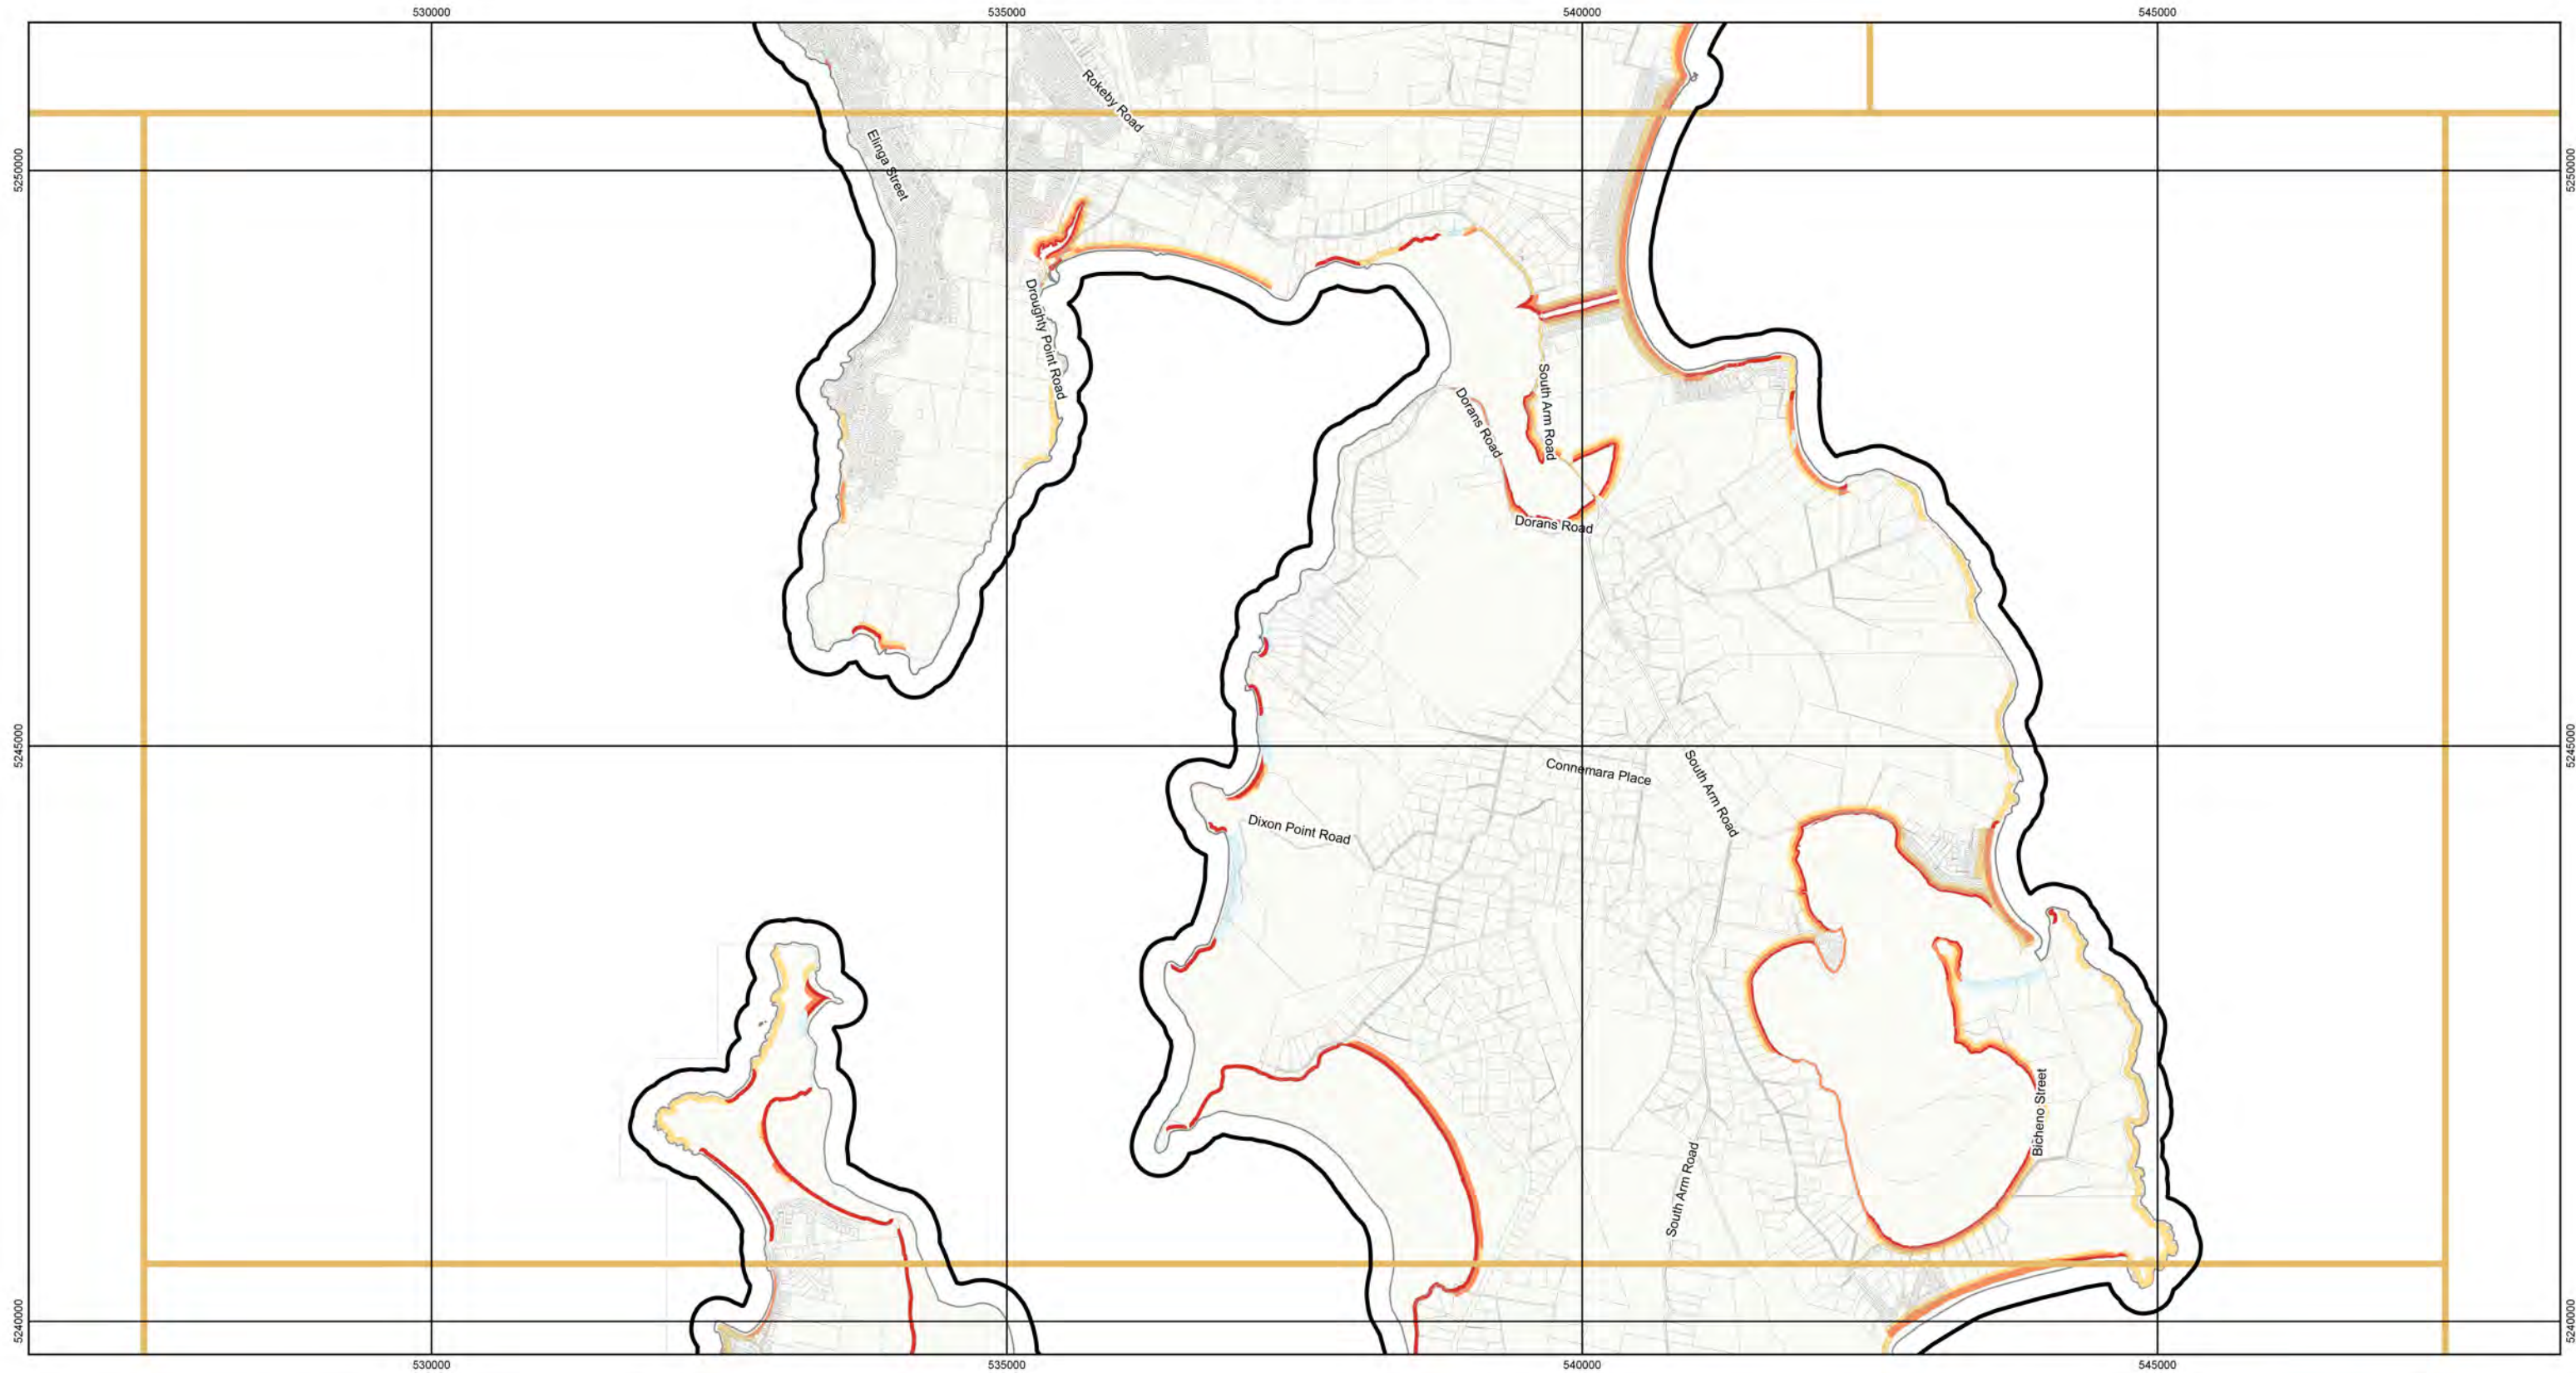 530000
535000
540000
545000
Rokeby Road
Elinga Street
5250000
5250000
Droughty Point Road
South Arm Road
Dorans Road
Dorans Road
5245000
5245000
Connemara Place
South Arm Road
Dixon Point Road
Bicheno Street
South Arm Road
5240000
5240000
530000
535000
540000
545000